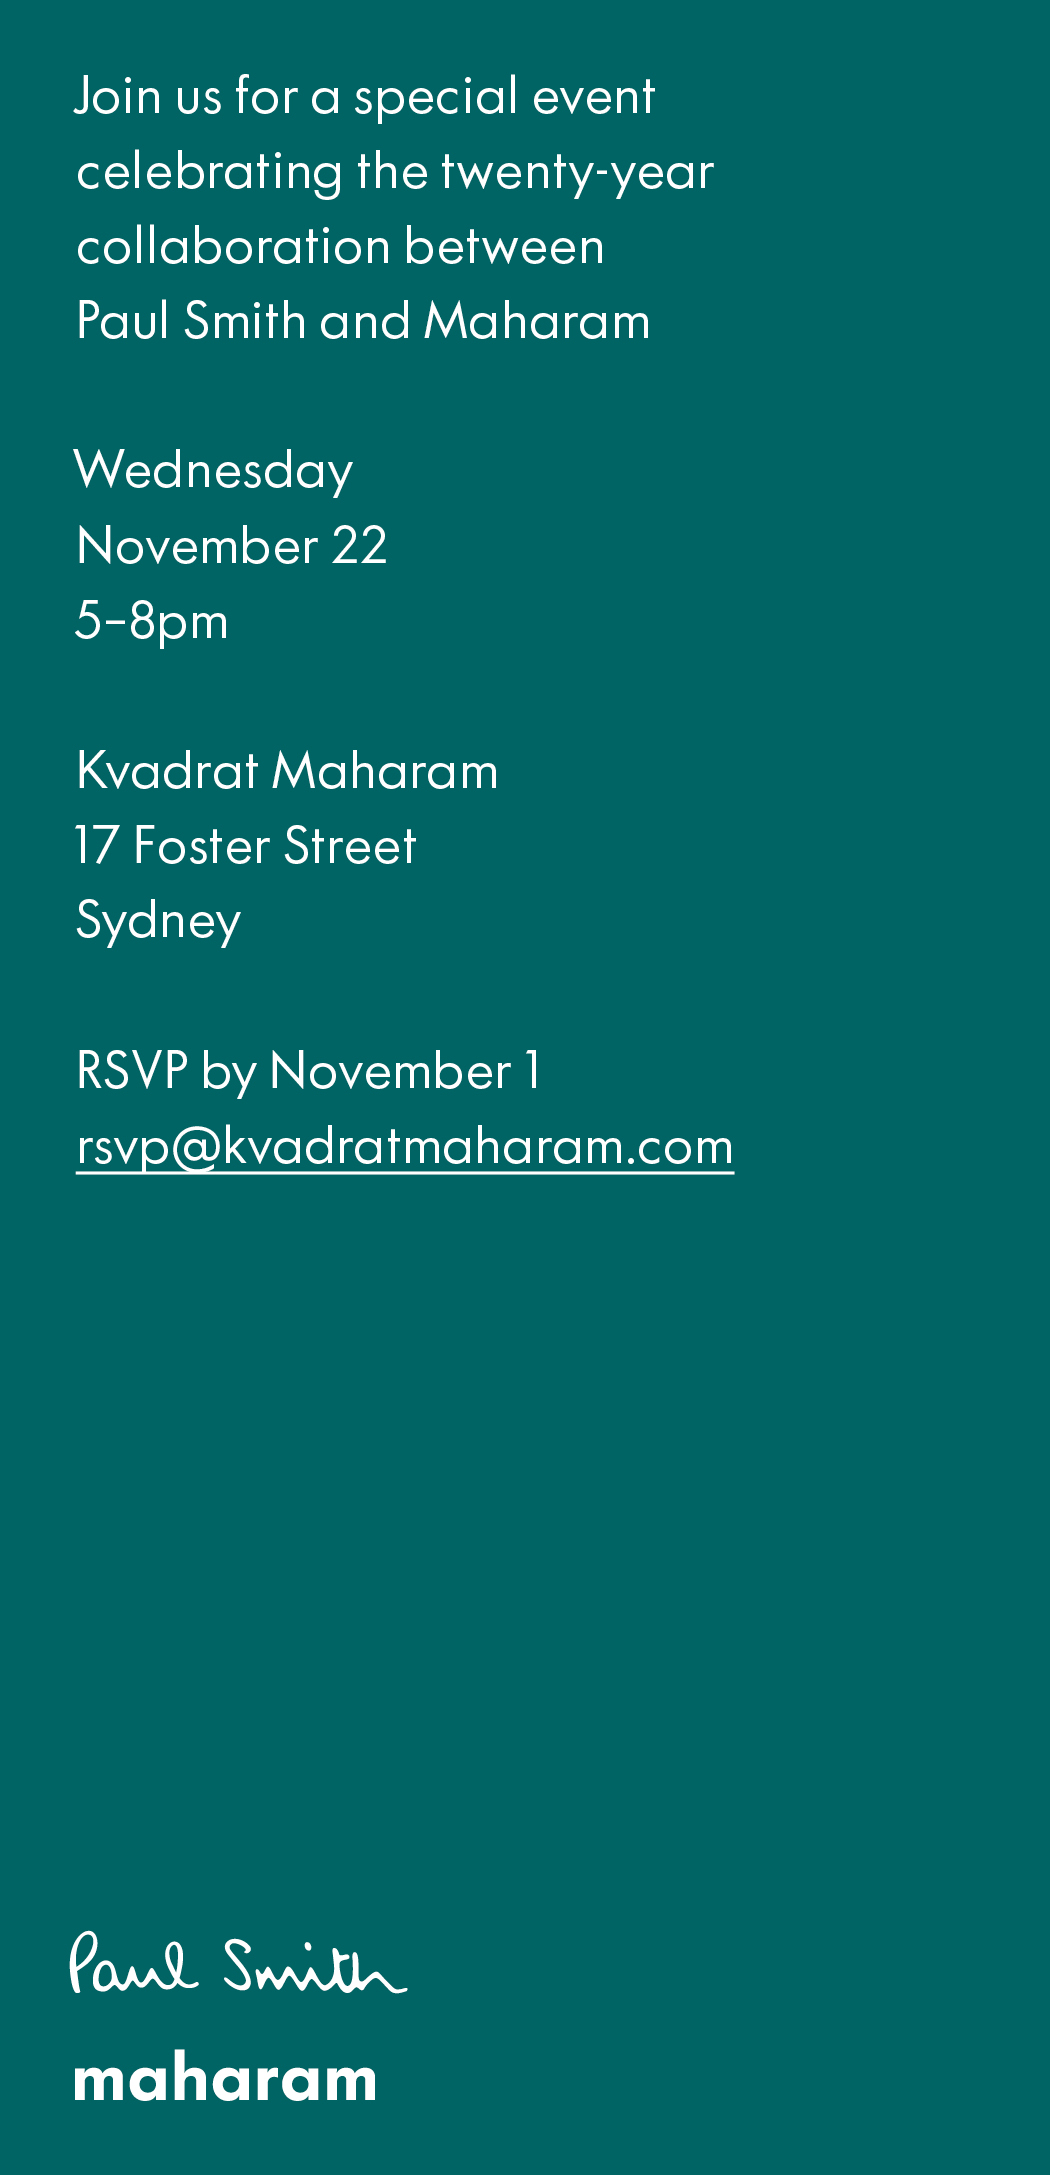 Join us for a special event
celebrating the twenty-year
collaboration between
Paul Smith and Maharam
Wednesday
November 22
5–8pm
Kvadrat Maharam
17 Foster Street
Sydney
RSVP by November 1
rsvp@kvadratmaharam.com
Paul Smith
maharam